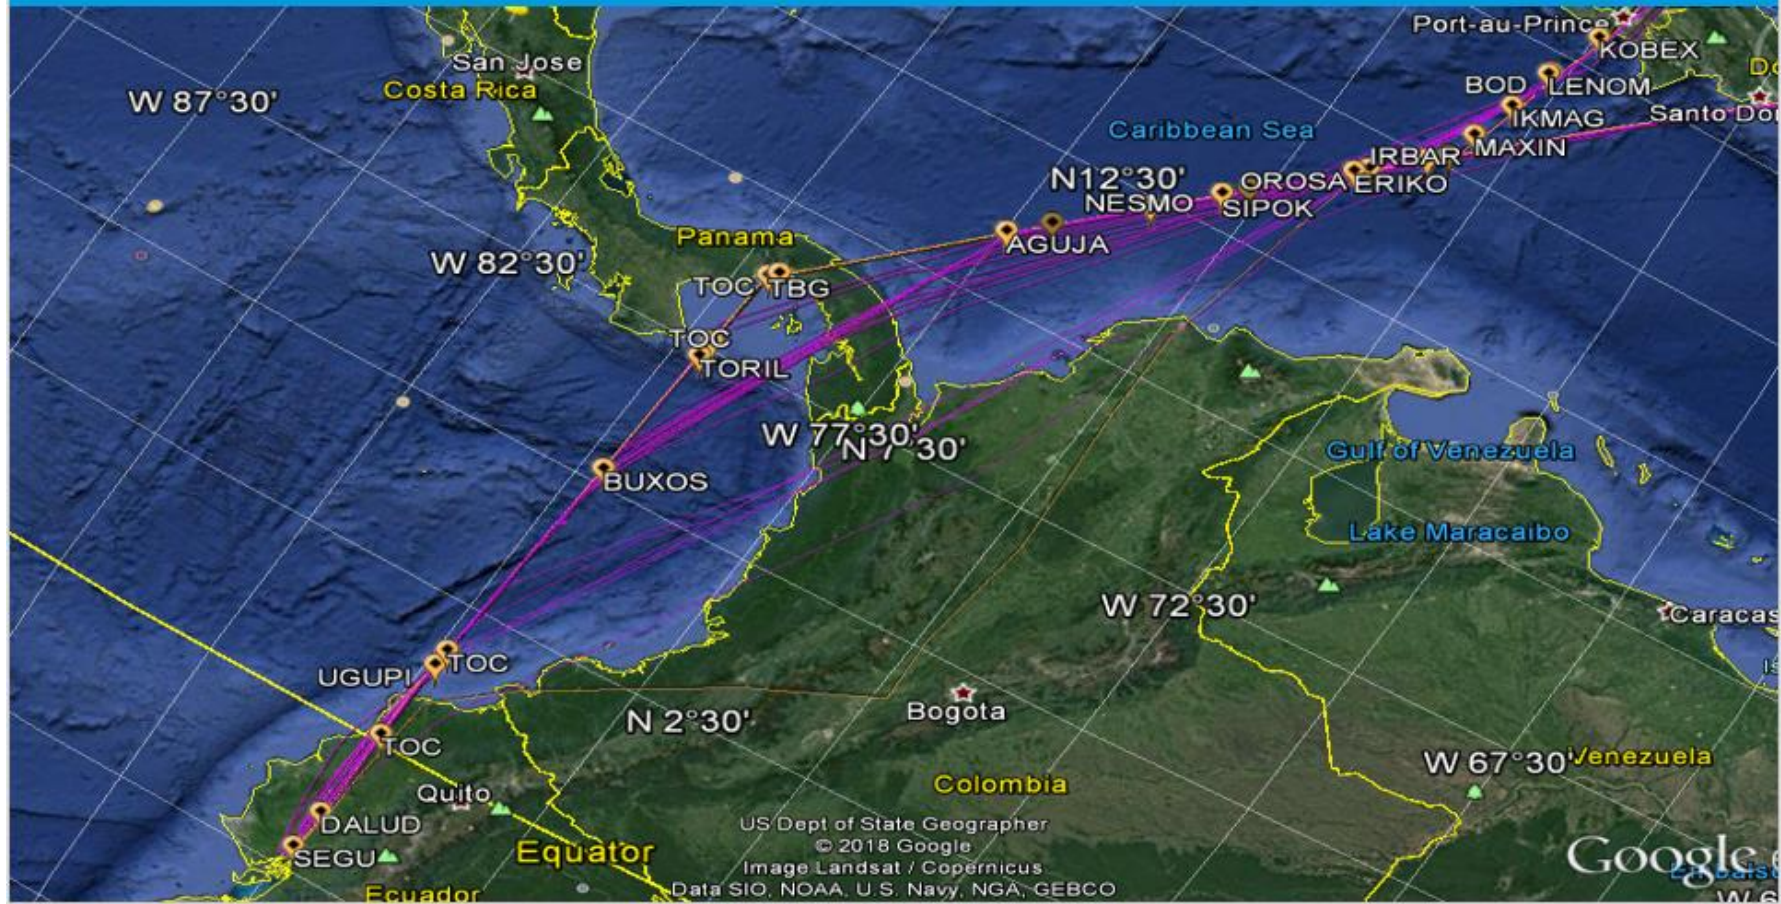 Port-au-Prince
KOBEX
San Jose
Costa Rica
W 87°30'
BOD
LENOM
IKMAG
Santo Do
Caribbean Sea
MAXIN
IRBAR
N12°30'
OROSA
ERIKO
NESMO
SIPOK
Panama
AGUJA
W 82°30'
TOC
TBG
TOC
TORIL
W 77°30'
N 7°30'
Gulf of Venezuela
BUXOS
Lake Maracaibo
W 72°30'
Caracas
UGUPI
TOC
Bogota
N 2°30'
TOC
W 67°30'
Venezuela
Colombia
Quito
DALUD
US Dept of State Geographer
Equator
© 2018 Google
SEGU
Image Landsat / Copernicus
Google
Data SIO, NOAA, U.S. Navy, NGA, GEBCO
Ecuador